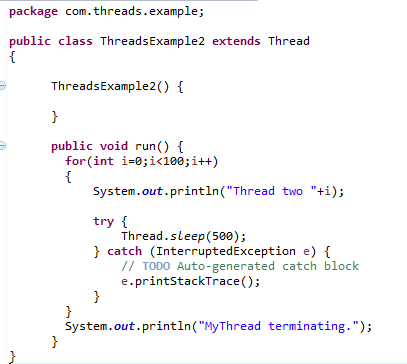 package com.threads.example;
public class ThreadsExample2 extends Thread
{
ThreadsExample2() {
}
public void run() {
for(int i=0;i<100;i++)
{
System.out.println("Thread two "+i);
try {
Thread.sleep(500);
} catch (InterruptedException e) {
// TODO Auto-generated catch block
e.printStackTrace();
}
}
System.out.println("MyThread terminating.");
}
}